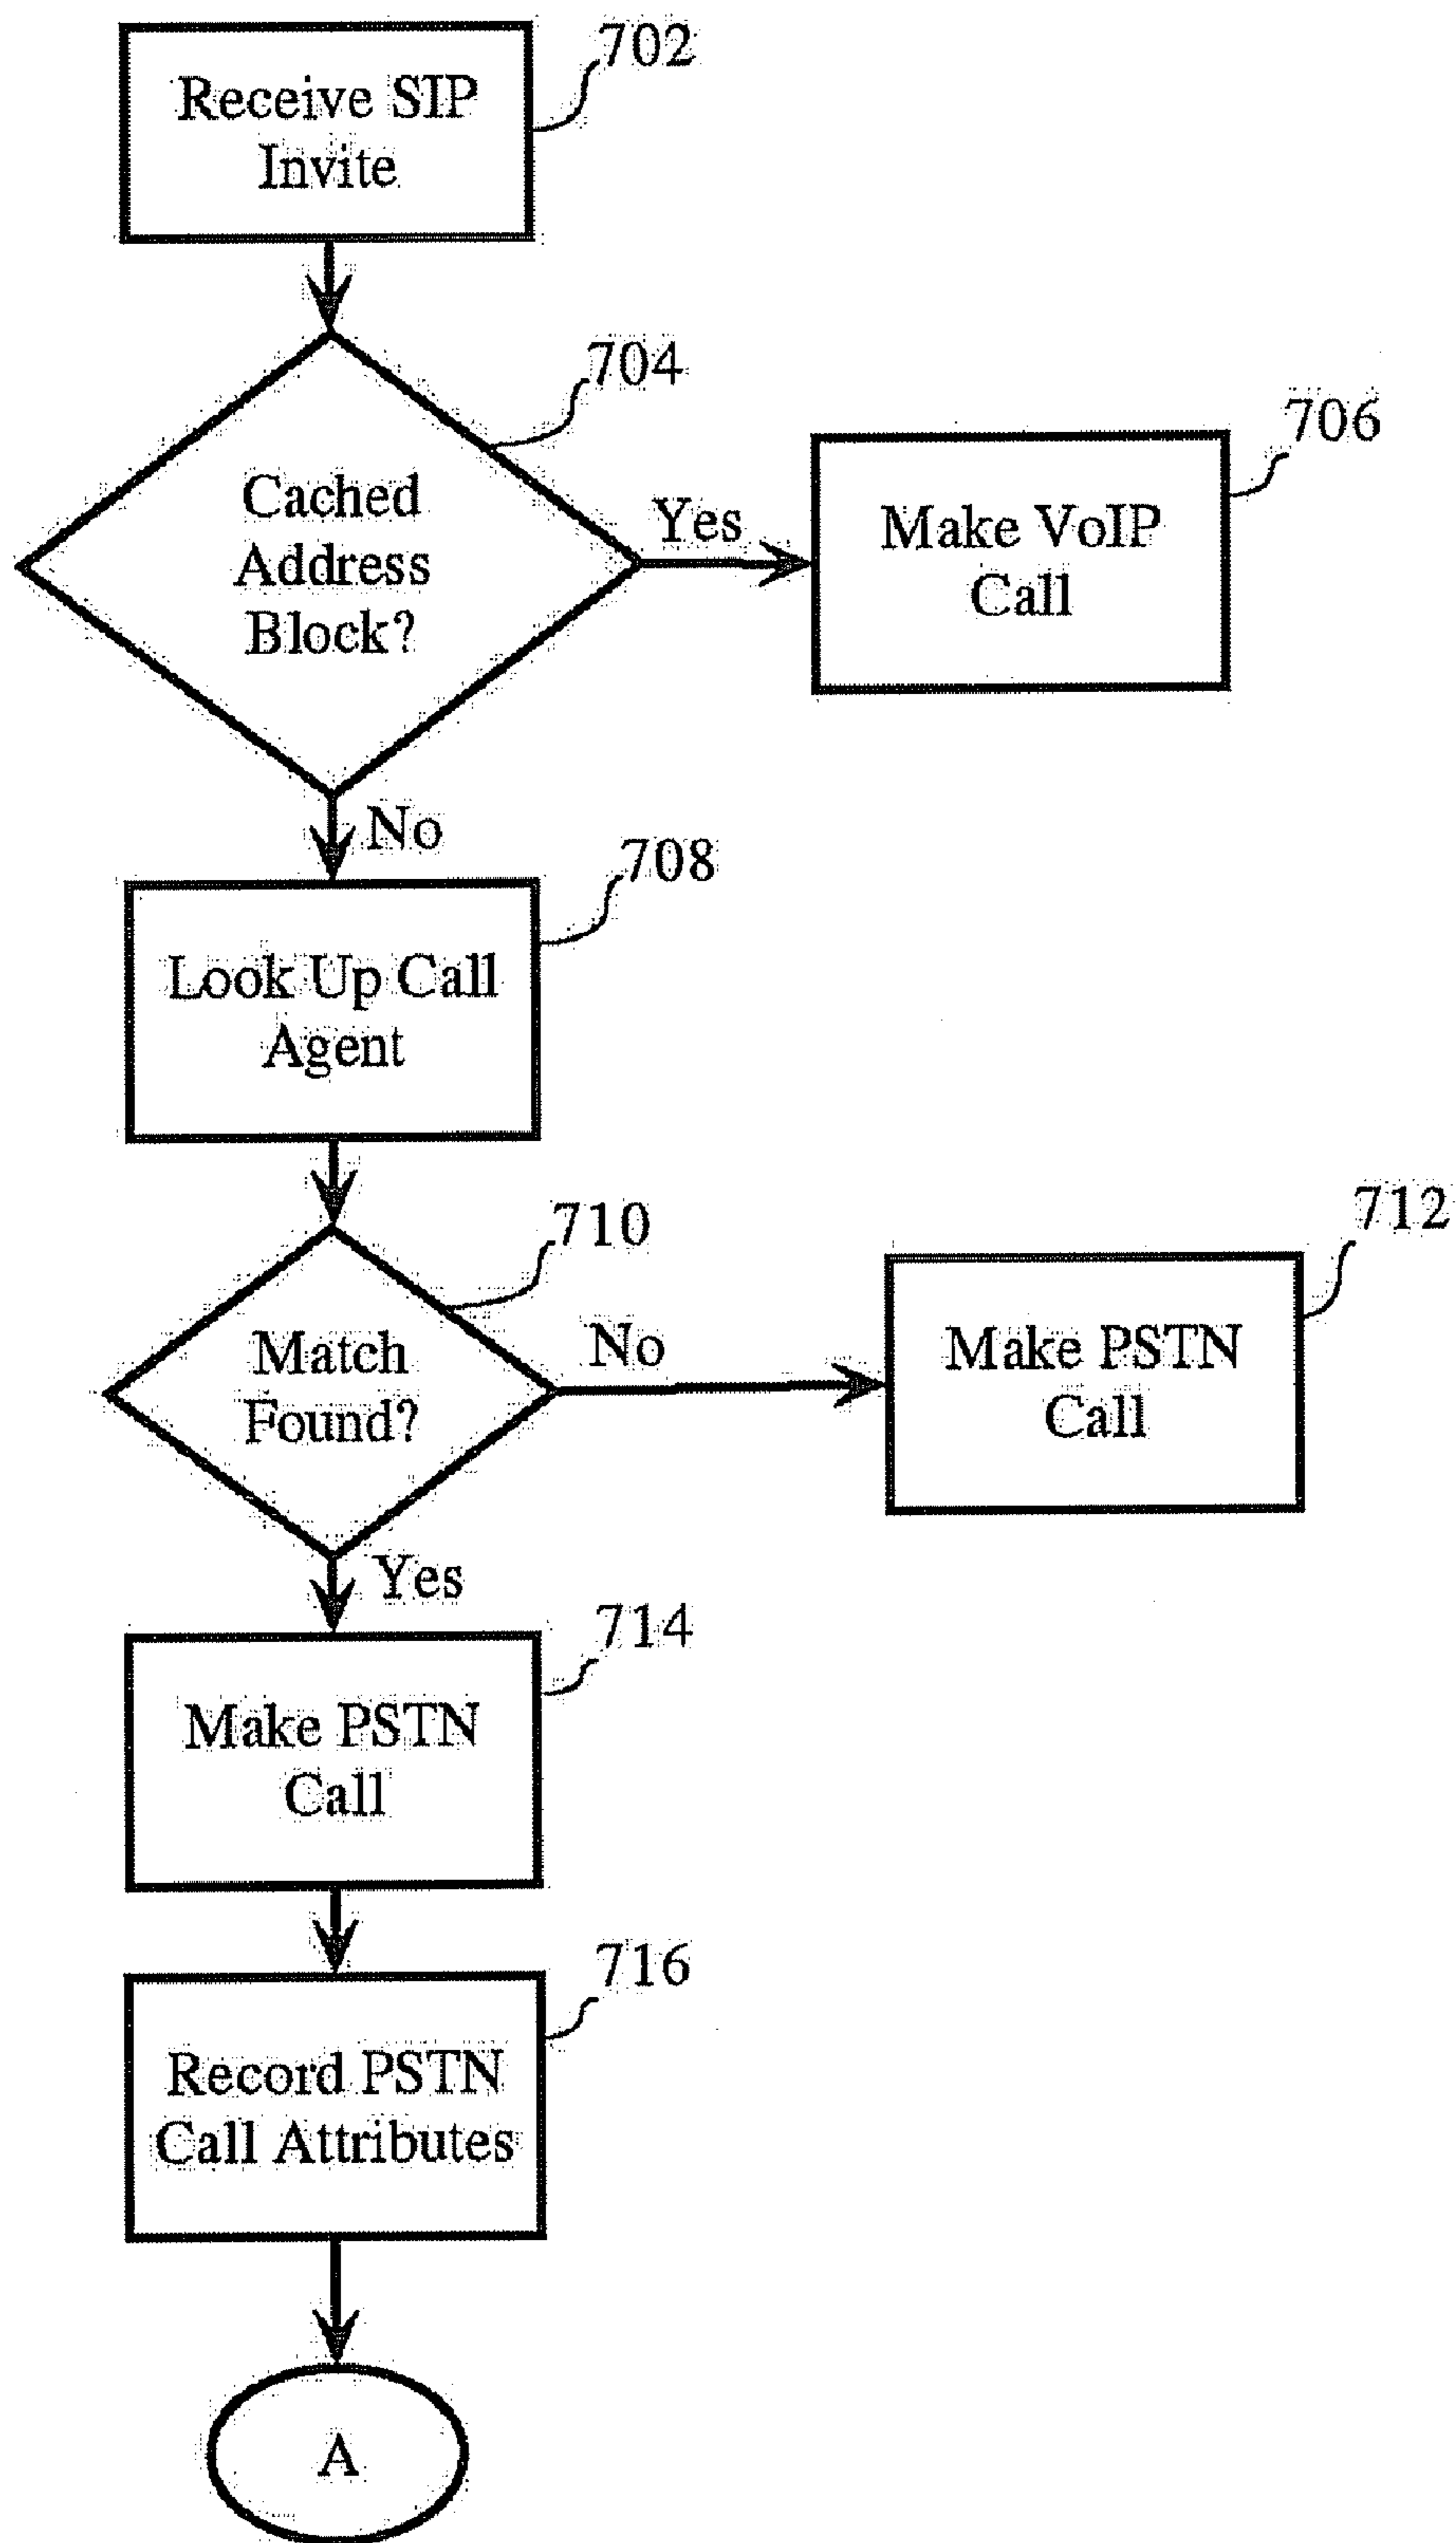 702
Receive SIP
Invite
704
Cached
Address
Block?
Yes
706
Make VoIP
Call
No
708
Look Up Call
Agent
710
Match
Found?
No
712
Make PSTN
Call
Yes
714
Make PSTN
Call
716
Record PSTN
Call Attributes
A